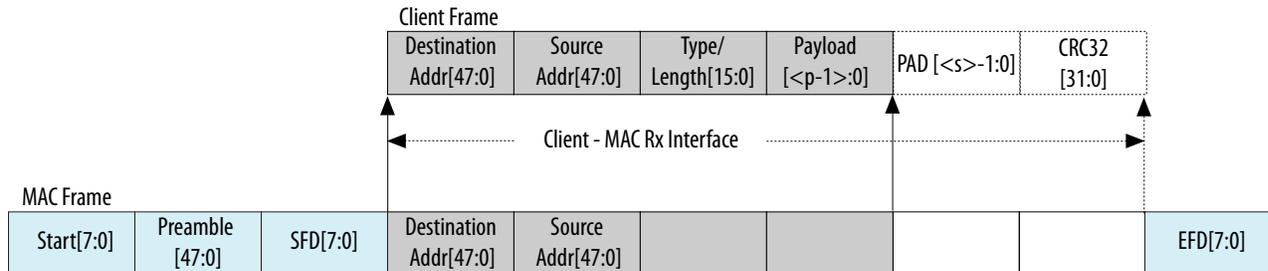 Client Frame
Destination Addr[47:0]
Source Addr[47:0]
Type/ Length[15:0]
Payload [<p-1>:0]
PAD [<s>-1:0]
CRC32 [31:0]
Client - MAC Rx Interface
MAC Frame
Start[7:0]
Preamble [47:0]
SFD[7:0]
Destination Addr[47:0]
Source Addr[47:0]
EFD[7:0]